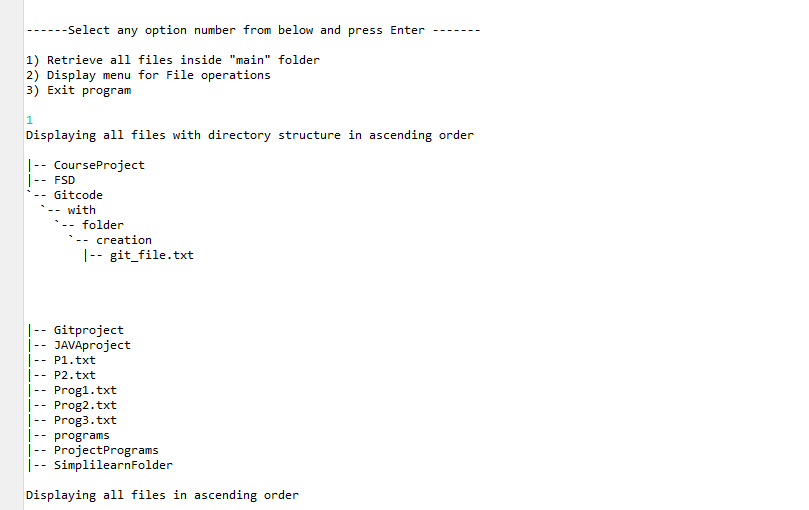 ------Select any option number from below and press Enter -------
1) Retrieve all files inside "main" folder
2) Display menu for File operations
3) Exit program
1
Displaying all files with directory structure in ascending order
|-- CourseProject
|-- FSD
`-- Gitcode
  `-- with
    `-- folder
      `-- creation
        |-- git_file.txt
|-- Gitproject
|-- JAVAproject
|-- P1.txt
|-- P2.txt
|-- Prog1.txt
|-- Prog2.txt
|-- Prog3.txt
|-- programs
|-- ProjectPrograms
|-- SimplilearnFolder
Displaying all files in ascending order